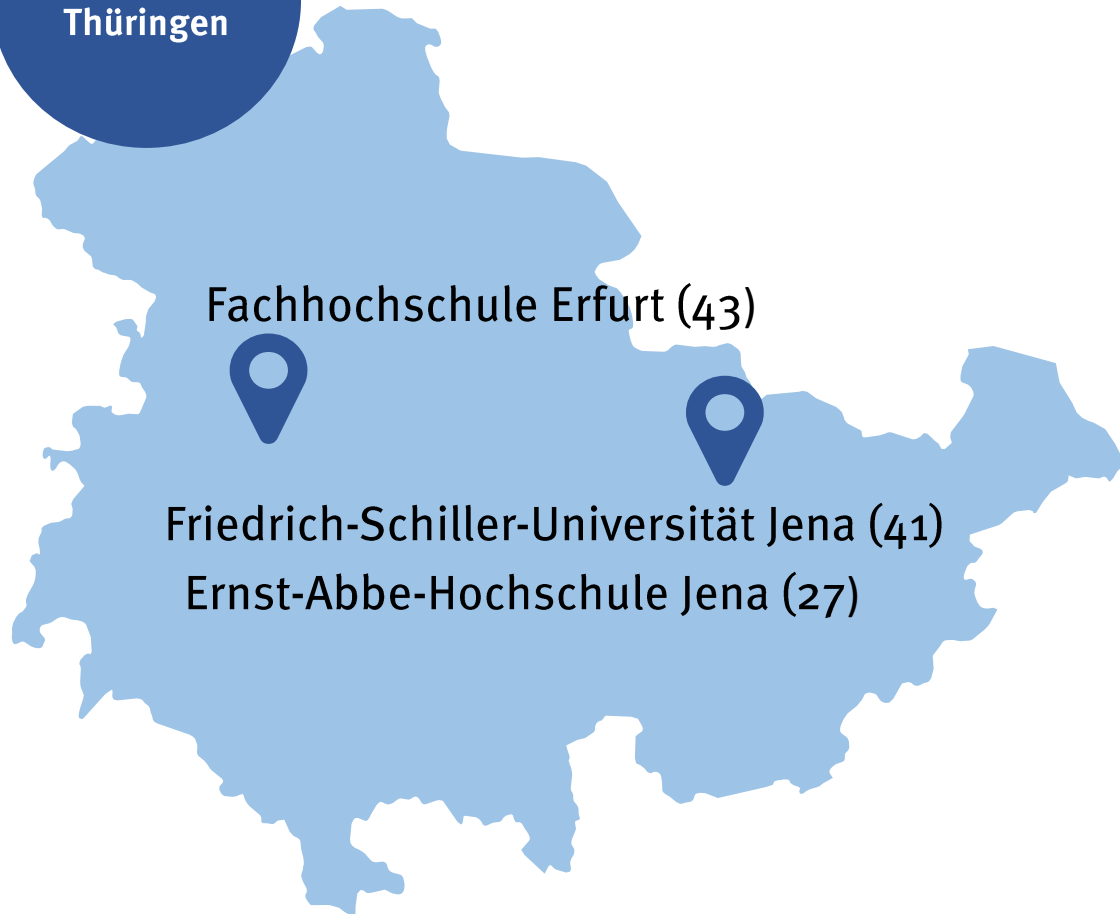 Thüringen
Fachhochschule Erfurt (43)
Friedrich-Schiller-Universität Jena (41)
Ernst-Abbe-Hochschule Jena (27)